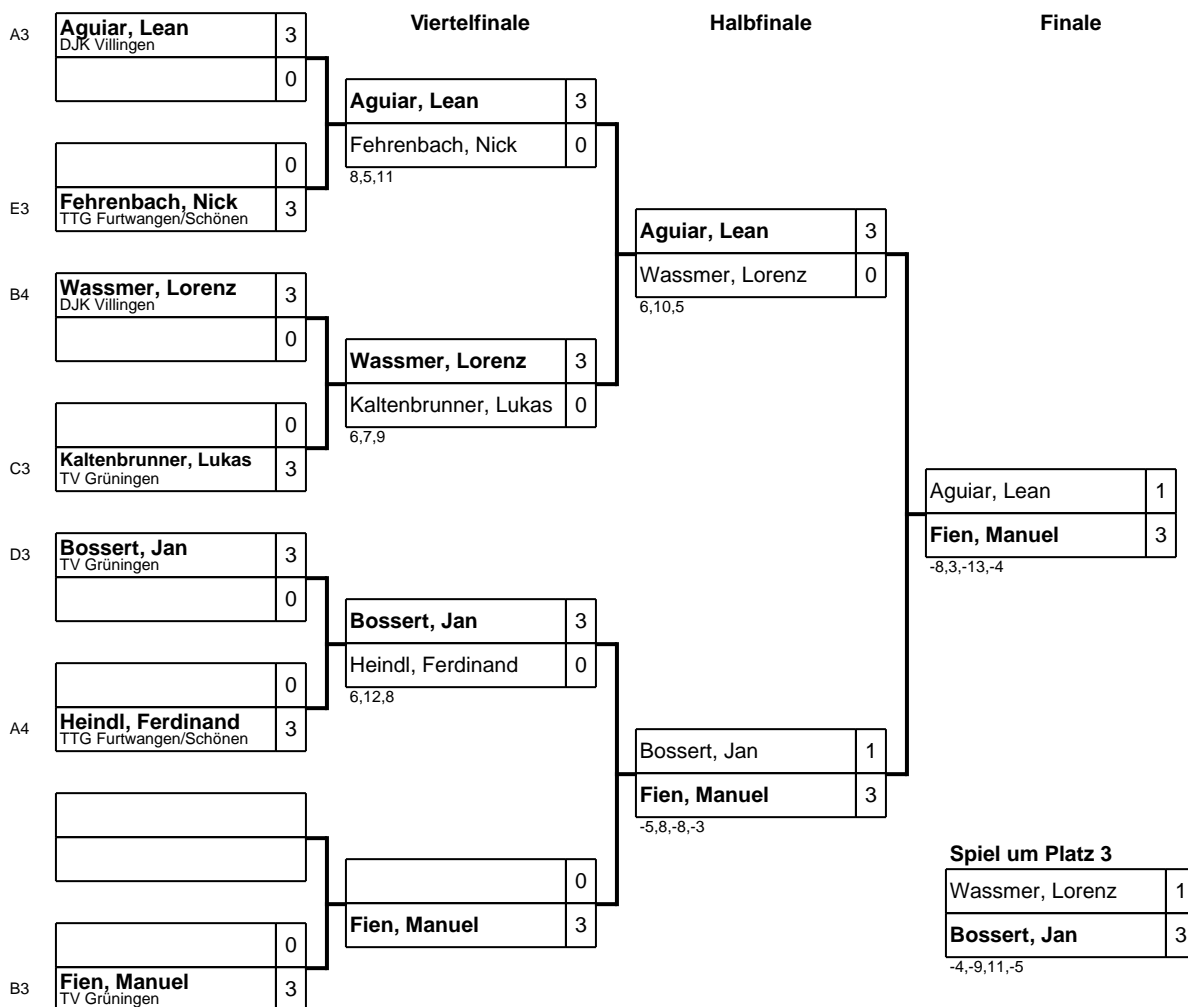 Viertelfinale
Halbfinale
Finale
A3
Aguiar, Lean 3
DJK Villingen
0
0
E3
Fehrenbach, Nick 3
TTG Furtwangen/Schönen
B4
Wassmer, Lorenz 3
DJK Villingen
0
0
C3
Kaltenbrunner, Lukas 3
TV Grüningen
D3
Bossert, Jan 3
TV Grüningen
0
0
A4
Heindl, Ferdinand 3
TTG Furtwangen/Schönen
0
B3
Fien, Manuel 3
TV Grüningen
Aguiar, Lean 3
Fehrenbach, Nick 0
8,5,11
Wassmer, Lorenz 3
Kaltenbrunner, Lukas 0
6,7,9
Bossert, Jan 3
Heindl, Ferdinand 0
6,12,8
0
Fien, Manuel 3
Aguiar, Lean 3
Wassmer, Lorenz 0
6,10,5
Bossert, Jan 1
Fien, Manuel 3
-5,8,-8,-3
Aguiar, Lean 1
Fien, Manuel 3
-8,3,-13,-4
Spiel um Platz 3
Wassmer, Lorenz 1
Bossert, Jan 3
-4,-9,11,-5